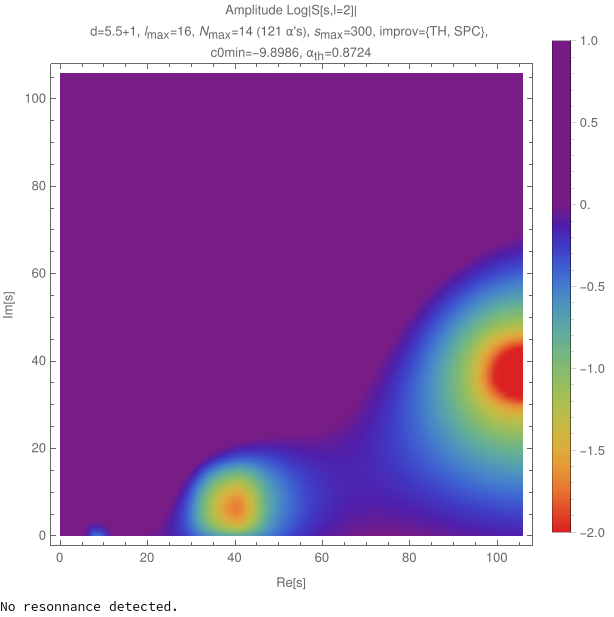 Amplitude Log|S[s,l=2]|
d=5.5+1, lmax=16, Nmax=14 (121 α's), smax=300, improv={TH, SPC},
c0min=-9.8986, αth=0.8724
100
80
60
40
20
0
Im[s]
0 20 40 60 80 100
Re[s]
1.0
0.5
0.
-0.5
-1.0
-1.5
-2.0
No resonnance detected.